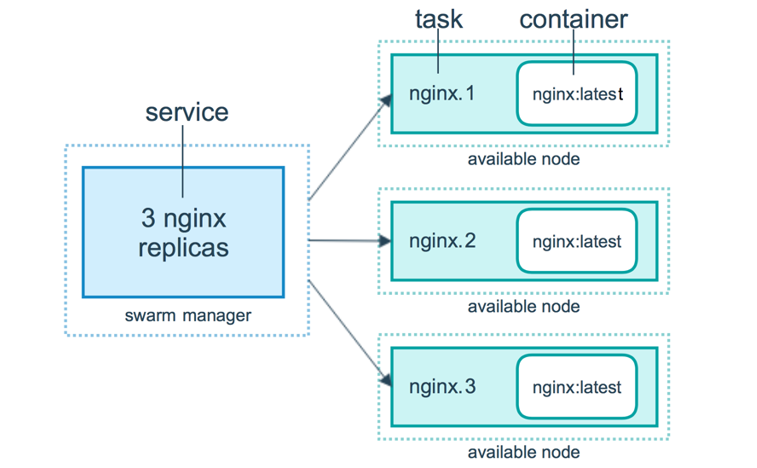 task
container
service
3 nginx
replicas
swarm manager
nginx.1
nginx:latest
available node
nginx.2
nginx:latest
available node
nginx.3
nginx:latest
available node